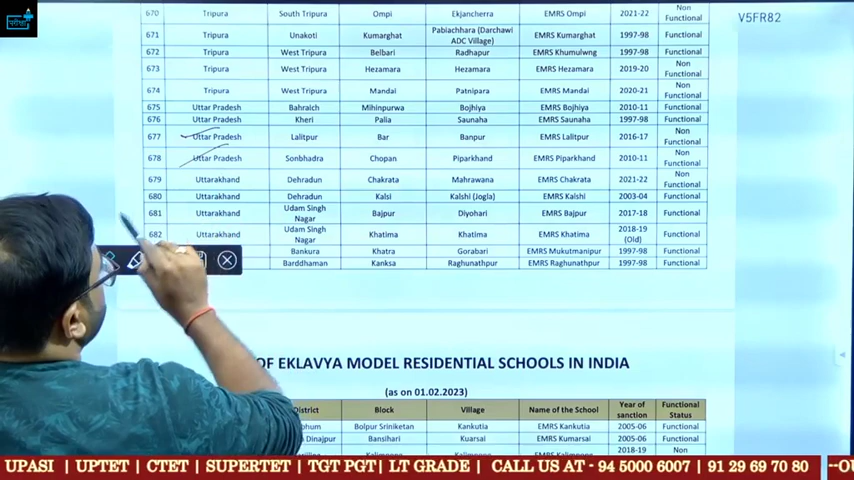 परीक्षा
V5FR82
670 Tripura South Tripura Ompi Ekjancherra EMRS Ompi 2021-22 Non Functional
671 Tripura Unakoti Kumarghat Pabiachhara (Darchawi ADC Village) EMRS Kumarghat 1997-98 Functional
672 Tripura West Tripura Belbari Radhapur EMRS Khumulwng 1997-98 Functional
673 Tripura West Tripura Hezamara Hezamara EMRS Hezamara 2019-20 Non Functional
674 Tripura West Tripura Mandai Patnipara EMRS Mandai 2020-21 Non Functional
675 Uttar Pradesh Bahraich Mihinpurwa Bojhiya EMRS Bojhiya 2010-11 Functional
676 Uttar Pradesh Kheri Palia Saunaha EMRS Saunaha 1997-98 Functional
677 Uttar Pradesh Lalitpur Bar Banpur EMRS Lalitpur 2016-17 Non Functional
678 Uttar Pradesh Sonbhadra Chopan Piparkhand EMRS Piparkhand 2010-11 Non Functional
679 Uttarakhand Dehradun Chakrata Mahrawana EMRS Chakrata 2021-22 Non Functional
680 Uttarakhand Dehradun Kalsi Kalshi (Jogla) EMRS Kalshi 2003-04 Functional
681 Uttarakhand Udam Singh Nagar Bajpur Diyohari EMRS Bajpur 2017-18 Functional
682 Uttarakhand Udam Singh Nagar Khatima Khatima EMRS Khatima 2018-19 (Old) Functional
Bankura Khatra Gorabari EMRS Mukutmanipur 1997-98 Functional
Barddhaman Kanksa Raghunathpur EMRS Raghunathpur 1997-98 Functional
OF EKLAVYA MODEL RESIDENTIAL SCHOOLS IN INDIA
(as on 01.02.2023)
District Block Village Name of the School Year of sanction Functional Status
bhum Bolpur Sriniketan Kankutia EMRS Kankutia 2005-06 Functional
Dinajpur Bansihari Kuarsal EMRS Kumarsal 2005-06 Functional
2018-19 Non
UPASI | UPTET | CTET | SUPERTET | TGT PGT| LT GRADE | CALL US AT - 94 5000 6007 | 91 29 69 70 80 --OU